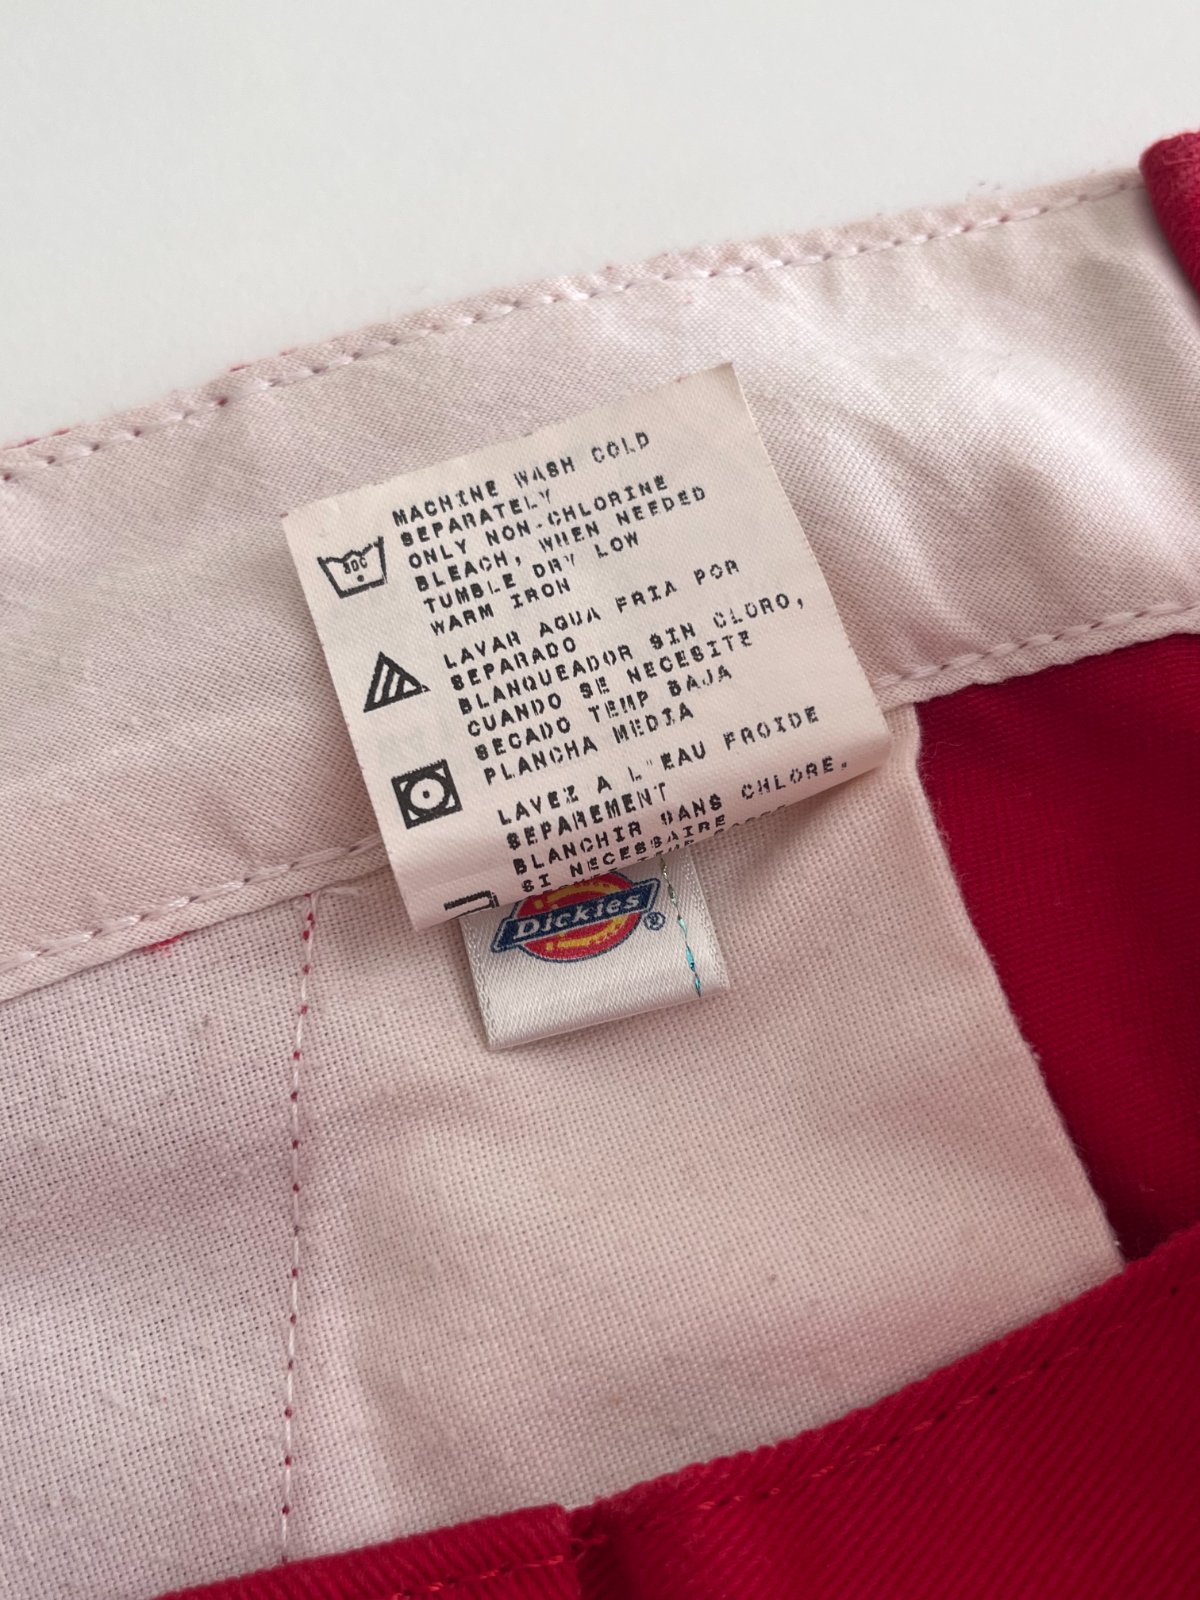 MACHINE WASH COLD
SEPARATELY
ONLY NON-CHLORINE
BLEACH, WHEN NEEDED
TUMBLE DRY LOW
WARM IRON
LAVAR AGUA FRIA POR
SEPARADO
BLANQUEADOR SIN CLORO,
CUANDO SE NECESITE
SECADO TEMP BAJA
PLANCHA MEDIA
LAVEZ A L'EAU FROIDE
SEPAREMENT
BLANCHIR SANS CHLORE.
SI NECESSAIRE
Dickies®